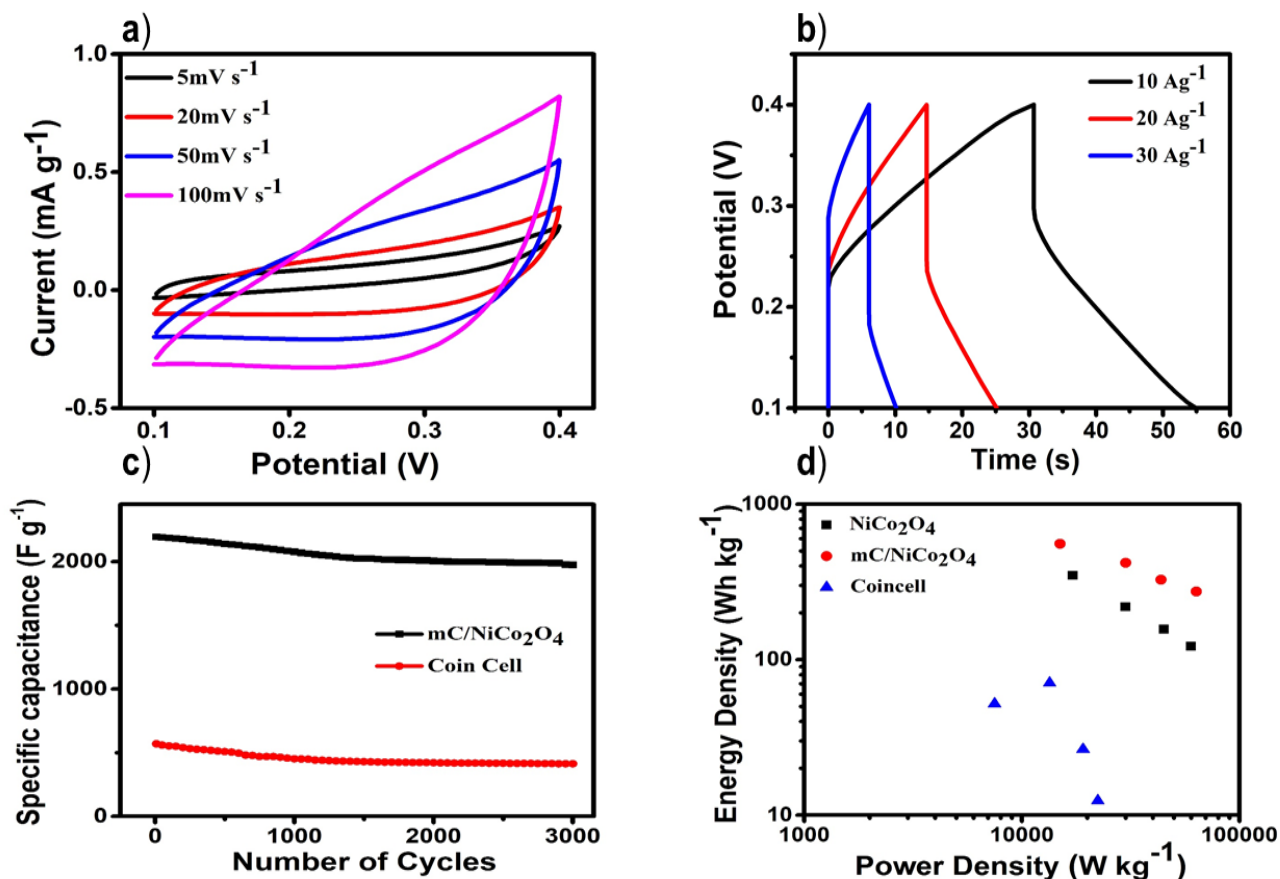 a)
1.0
0.5
0.0
-0.5
Current (mA g⁻¹)
5mV s⁻¹
20mV s⁻¹
50mV s⁻¹
100mV s⁻¹
0.1 0.2 0.3 0.4
Potential (V)
b)
0.4
0.3
0.2
0.1
Potential (V)
10 Ag⁻¹
20 Ag⁻¹
30 Ag⁻¹
0 10 20 30 40 50 60
Time (s)
c)
2000
1000
0
Specific capacitance (F g⁻¹)
mC/NiCo₂O₄
Coin Cell
0 1000 2000 3000
Number of Cycles
d)
1000
100
10
Energy Density (Wh kg⁻¹)
NiCo₂O₄
mC/NiCo₂O₄
Coincell
1000 10000 100000
Power Density (W kg⁻¹)